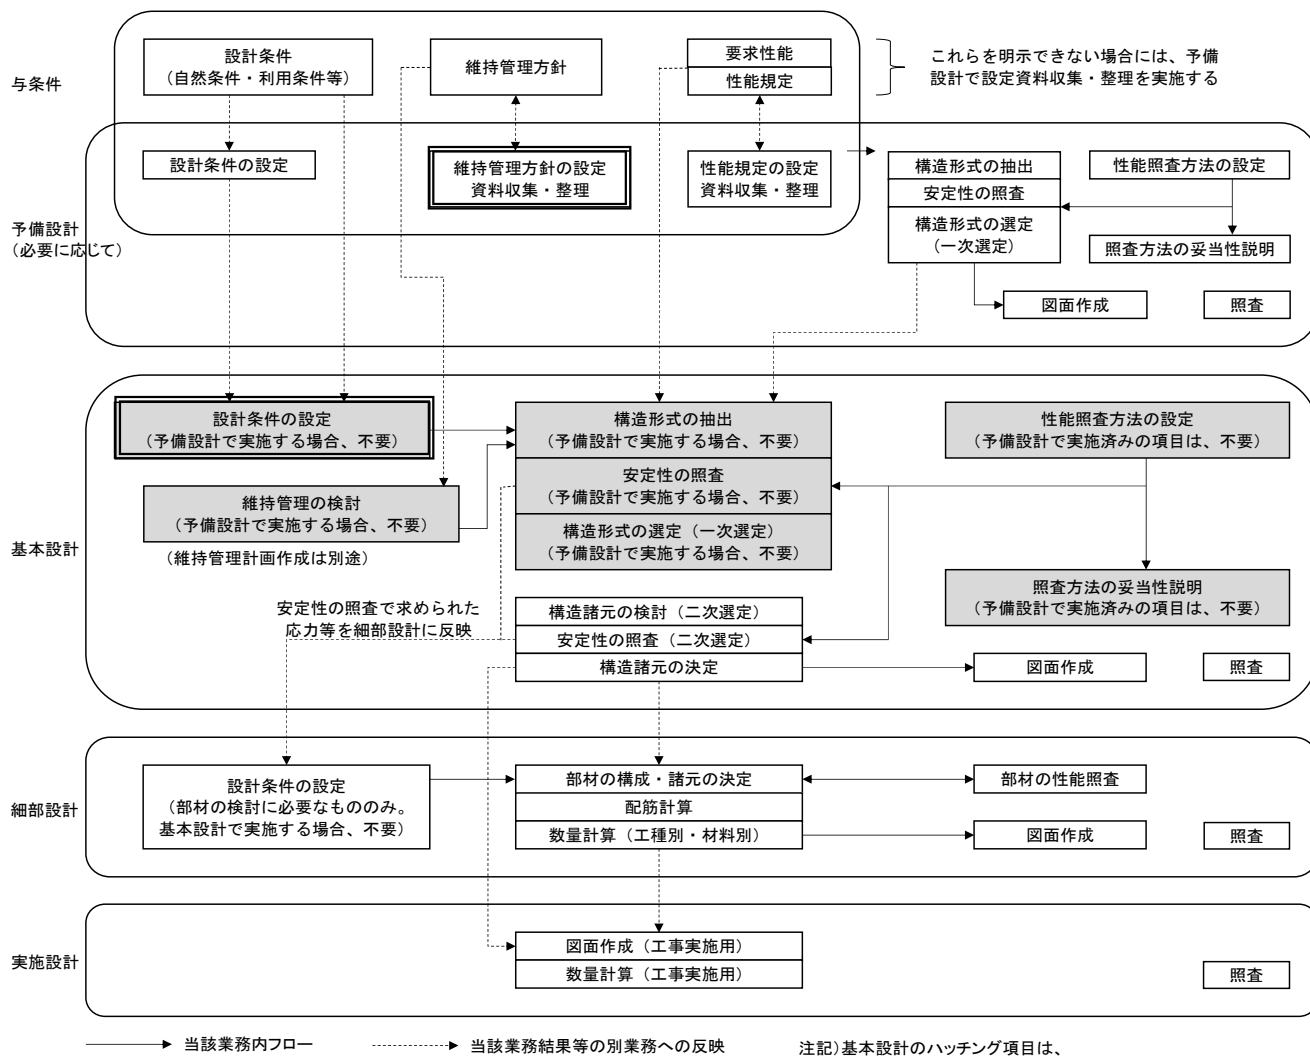 与条件
設計条件
（自然条件・利用条件等）
維持管理方針
要求性能
性能規定
これらを明示できない場合には、予備
設計で設定資料収集・整理を実施する
予備設計
（必要に応じて）
設計条件の設定
維持管理方針の設定
資料収集・整理
性能規定の設定
資料収集・整理
構造形式の抽出
安定性の照査
構造形式の選定
（一次選定）
性能照査方法の設定
照査方法の妥当性説明
図面作成
照査
基本設計
設計条件の設定
（予備設計で実施する場合、不要）
維持管理の検討
（予備設計で実施する場合、不要）
（維持管理計画作成は別途）
構造形式の抽出
（予備設計で実施する場合、不要）
安定性の照査
（予備設計で実施する場合、不要）
構造形式の選定（一次選定）
（予備設計で実施する場合、不要）
性能照査方法の設定
（予備設計で実施済みの項目は、不要）
照査方法の妥当性説明
（予備設計で実施済みの項目は、不要）
安定性の照査で求められた
応力等を細部設計に反映
構造諸元の検討（二次選定）
安定性の照査（二次選定）
構造諸元の決定
図面作成
照査
細部設計
設計条件の設定
（部材の検討に必要なもののみ。
基本設計で実施する場合、不要）
部材の構成・諸元の決定
配筋計算
数量計算（工種別・材料別）
部材の性能照査
図面作成
照査
実施設計
図面作成（工事実施用）
数量計算（工事実施用）
照査
当該業務内フロー
当該業務結果等の別業務への反映
注記）基本設計のハッチング項目は、